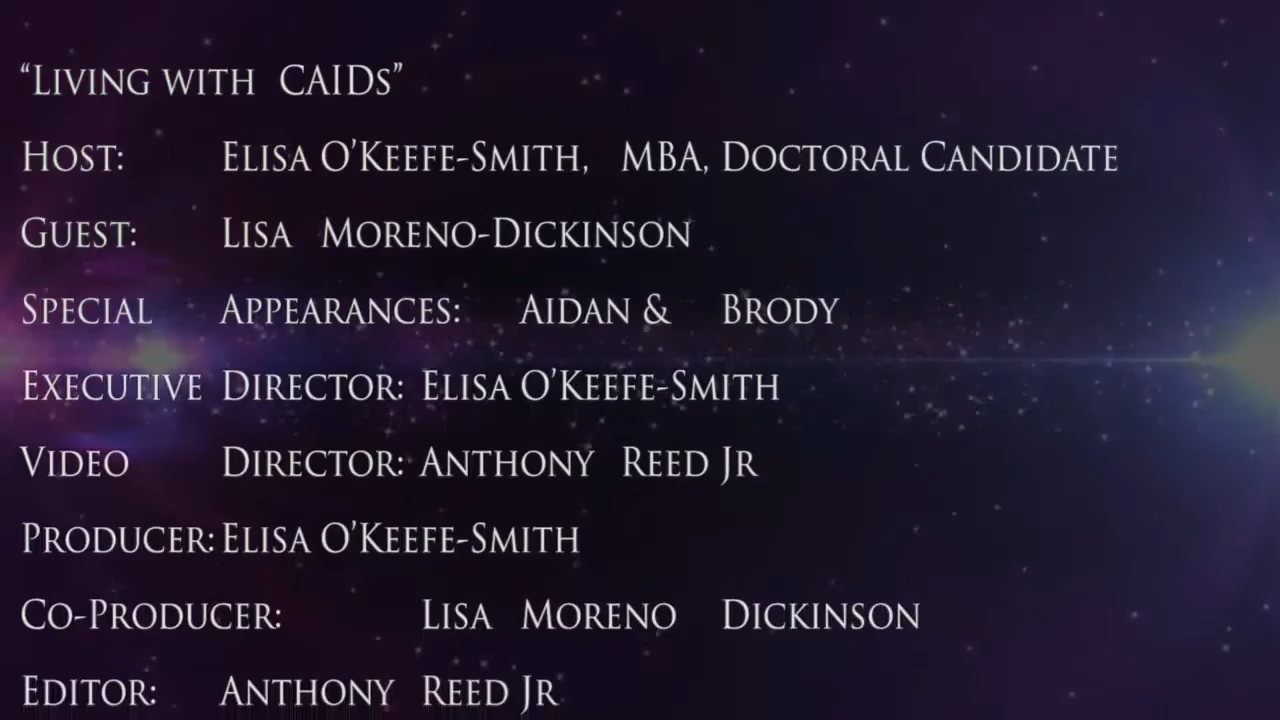 “Living with CAIDs”
Host: Elisa O’Keefe-Smith, MBA, Doctoral Candidate
Guest: Lisa Moreno-Dickinson
Special Appearances: Aidan & Brody
Executive Director: Elisa O’Keefe-Smith
Video Director: Anthony Reed Jr
Producer: Elisa O’Keefe-Smith
Co-Producer: Lisa Moreno Dickinson
Editor: Anthony Reed Jr